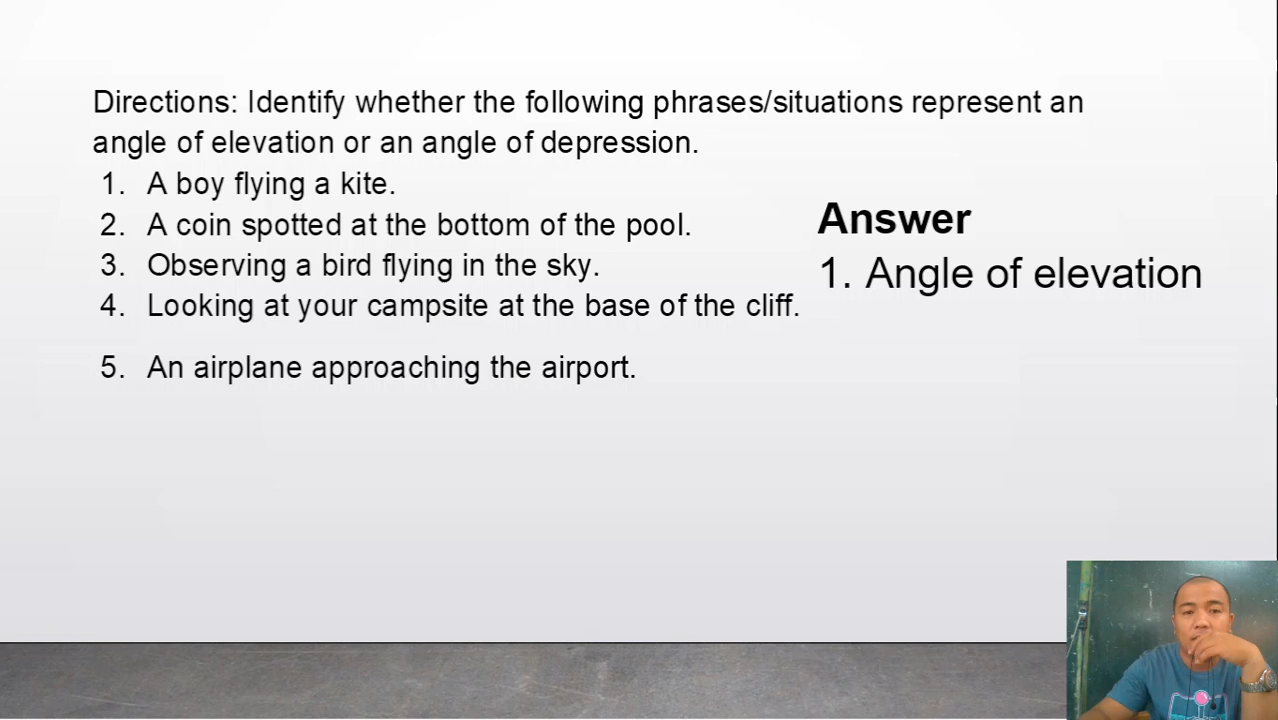 Directions: Identify whether the following phrases/situations represent an
angle of elevation or an angle of depression.
1. A boy flying a kite.
2. A coin spotted at the bottom of the pool.
3. Observing a bird flying in the sky.
4. Looking at your campsite at the base of the cliff.
5. An airplane approaching the airport.
Answer
1. Angle of elevation